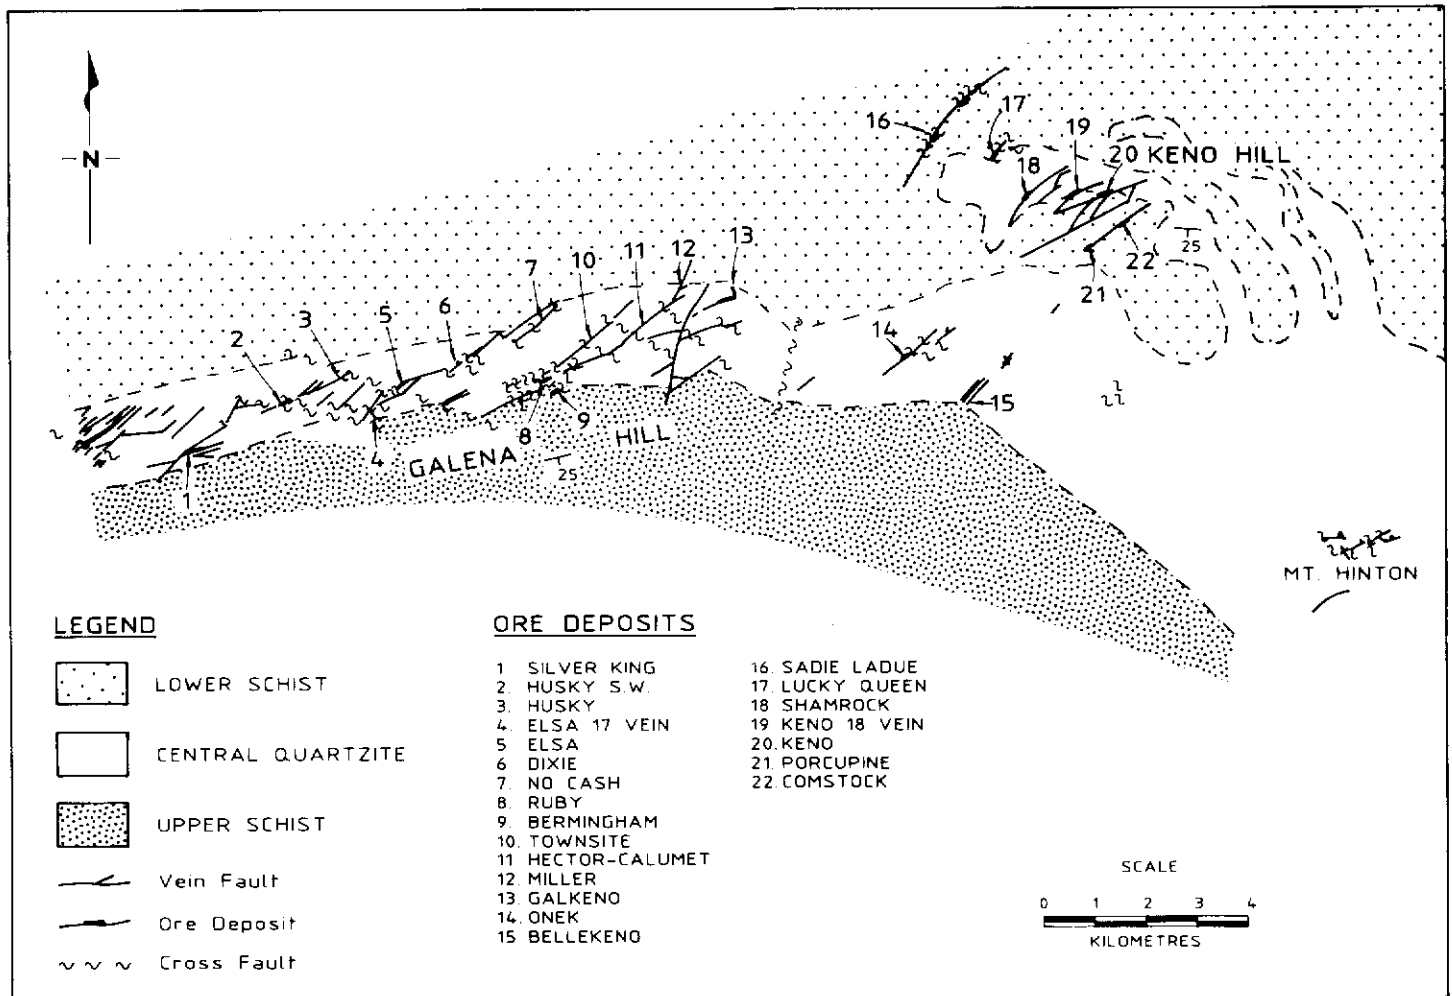 N
16
17
19
18
20 KENO HILL
13
12
11
10
7
6
5
3
2
25
22
21
14
15
9
8
4
1
GALENA HILL
25
MT. HINTON
LEGEND
LOWER SCHIST
CENTRAL QUARTZITE
UPPER SCHIST
Vein Fault
Ore Deposit
Cross Fault
ORE DEPOSITS
1 SILVER KING
2. HUSKY S.W.
3. HUSKY
4. ELSA 17 VEIN
5 ELSA
6 DIXIE
7. NO CASH
8. RUBY
9. BERMINGHAM
10. TOWNSITE
11 HECTOR-CALUMET
12. MILLER
13. GALKENO
14. ONEK
15 BELLEKENO
16. SADIE LADUE
17. LUCKY QUEEN
18 SHAMROCK
19 KENO 18 VEIN
20. KENO
21. PORCUPINE
22. COMSTOCK
SCALE
0 1 2 3 4
KILOMETRES